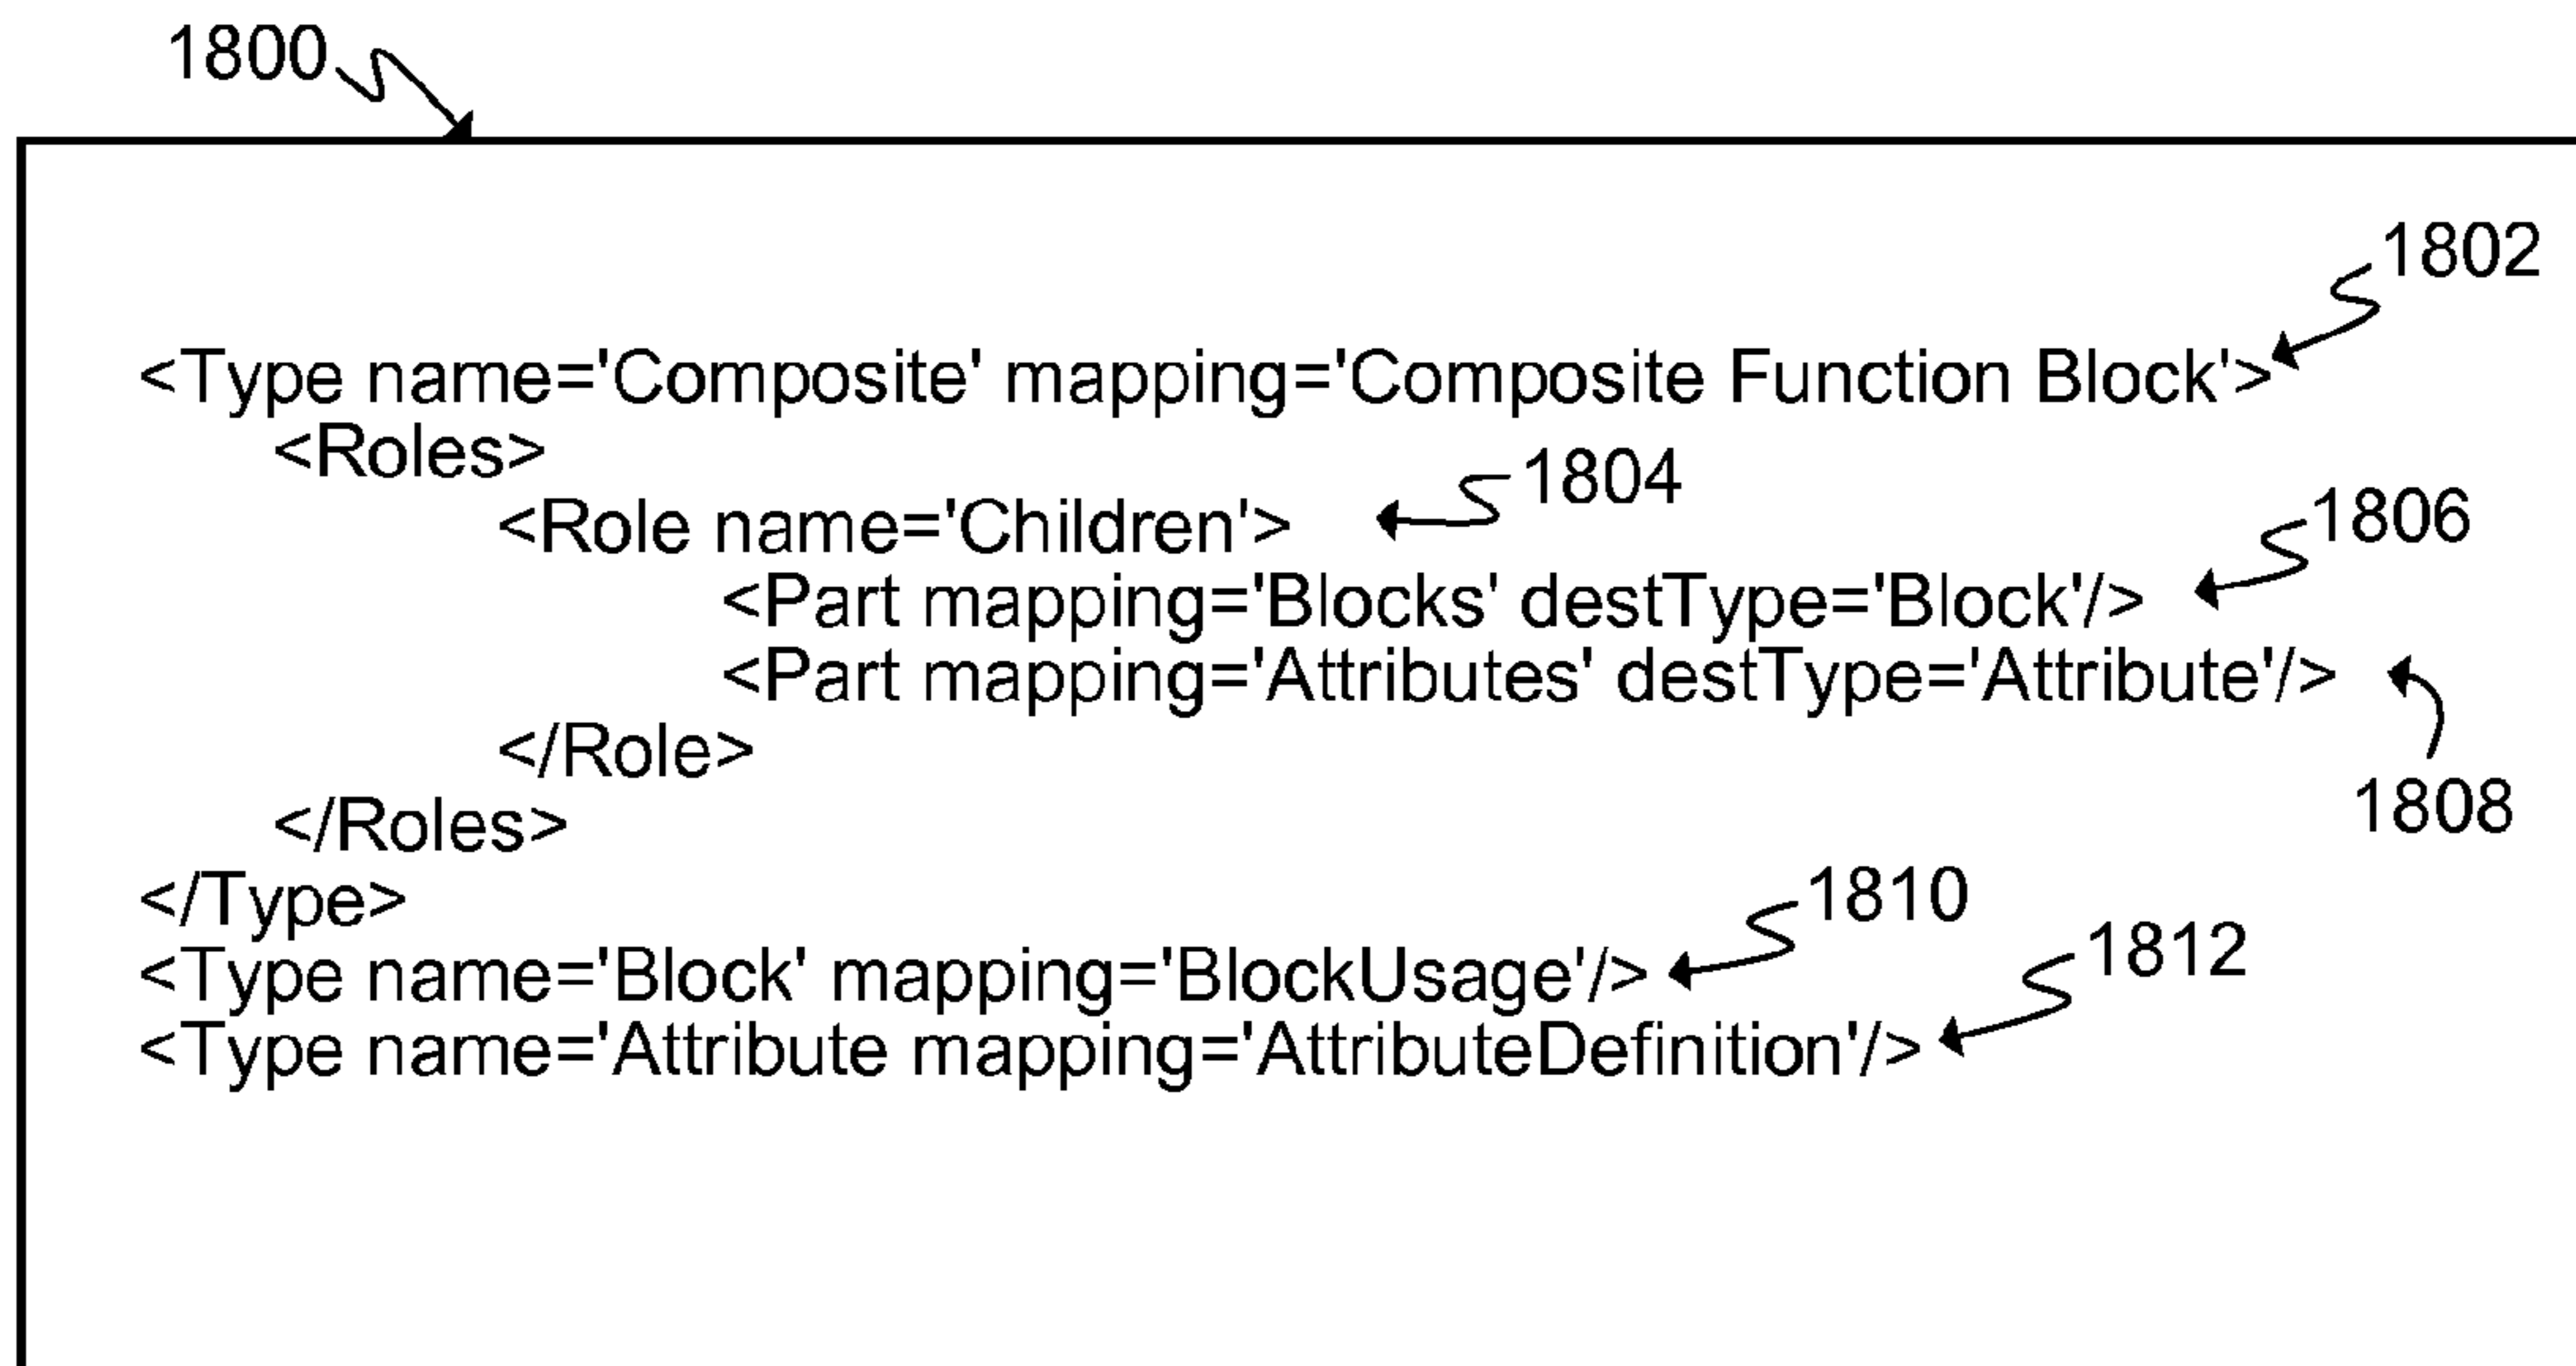 1800
1802
<Type name='Composite' mapping='Composite Function Block'>
<Roles>
1804
<Role name='Children'>
1806
<Part mapping='Blocks' destType='Block'/>
<Part mapping='Attributes' destType='Attribute'/>
</Role>
1808
</Roles>
</Type>
1810
1812
<Type name='Block' mapping='BlockUsage'/>
<Type name='Attribute mapping='AttributeDefinition'/>